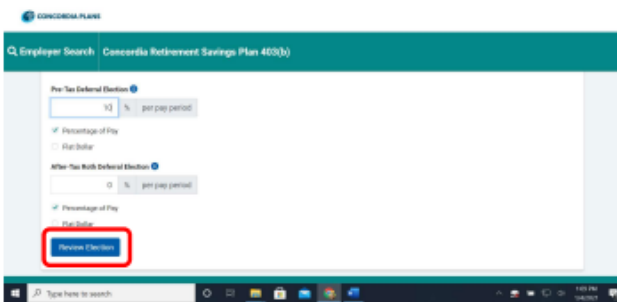 CONCORDIA PLANS
Employer Search Concordia Retirement Savings Plan 403(b)
Pre-Tax Deferral Election
10 % per pay period
Percentage of Pay
Flat Dollar
After-Tax Roth Deferral Election
0 % per pay period
Percentage of Pay
Flat Dollar
Review Election
Type here to search